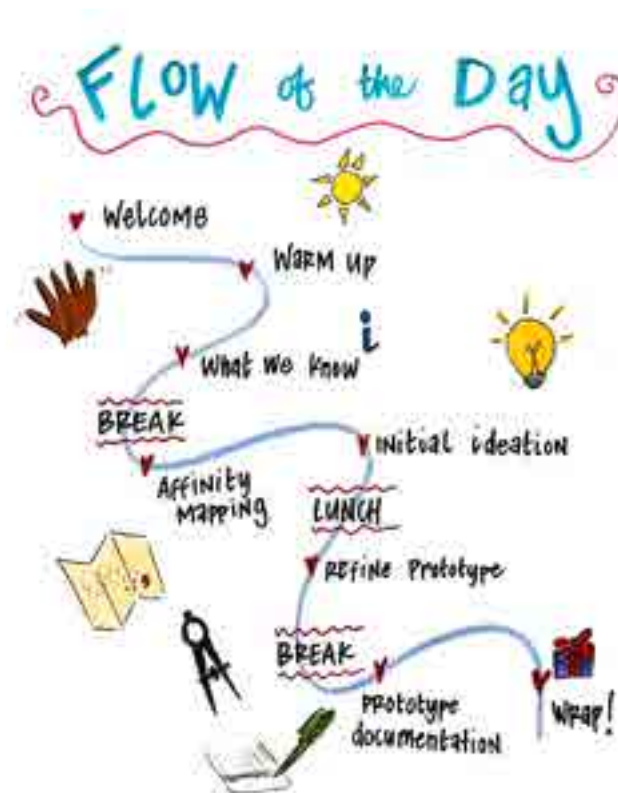 FLOW of the Day
WELCOME
WARM UP
i
What we know
BREAK
INITIAL ideation
AFFINITY
MAPPING
LUNCH
REFINE Prototype
BREAK
PROTOTYPE
documentation
WRAP!